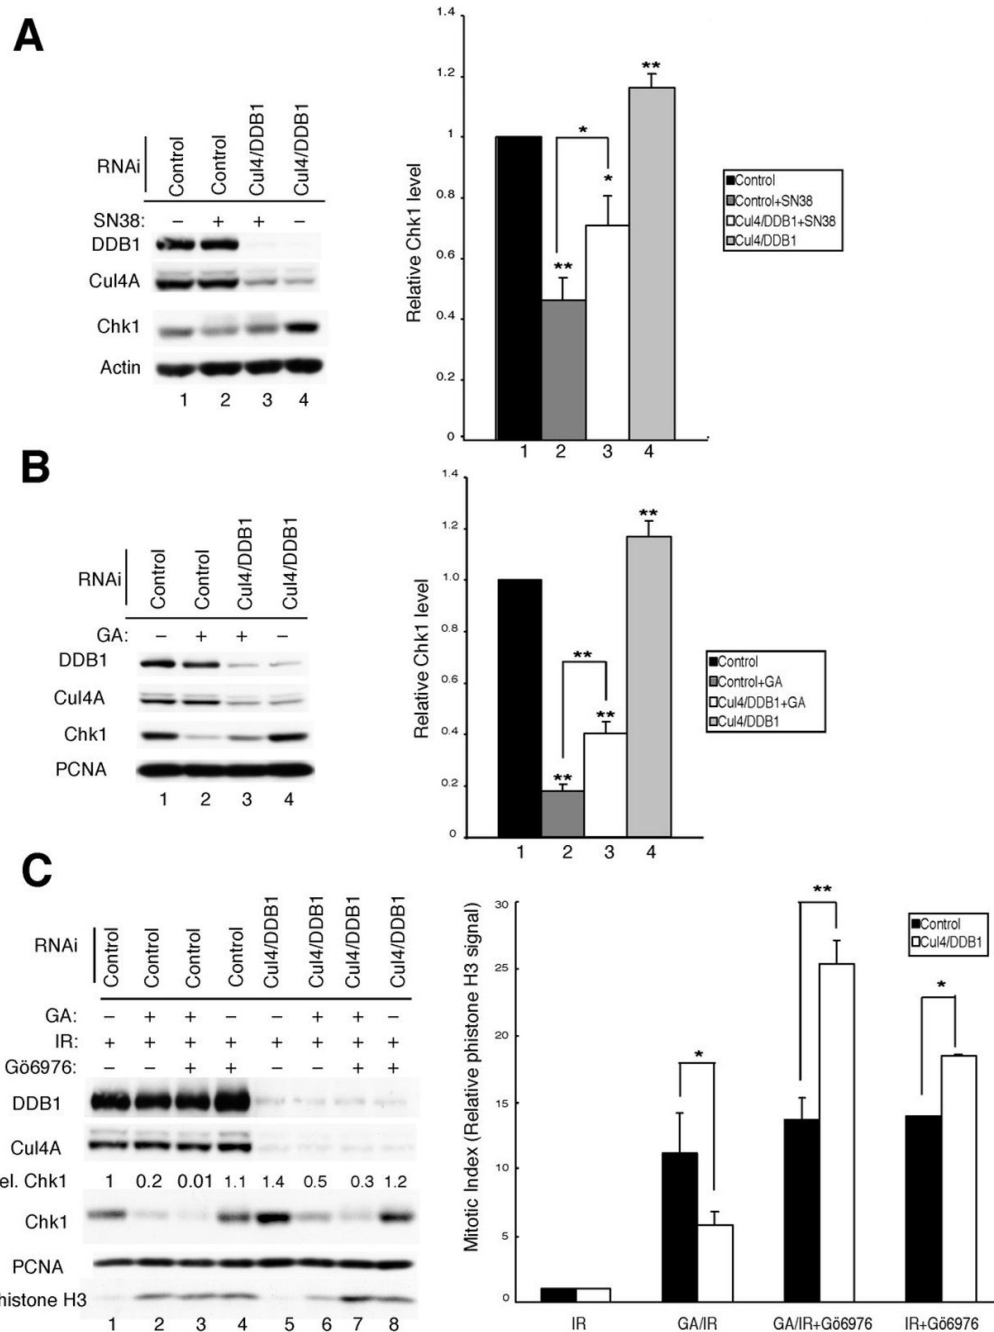 A
RNAi
Control
Control
Cul4/DDB1
Cul4/DDB1
SN38: – + + –
DDB1
Cul4A
Chk1
Actin
1 2 3 4
Relative Chk1 level
1.4
1.2
1
0.8
0.6
0.4
0.2
0
**
*
*
**
1 2 3 4
Control
Control+SN38
Cul4/DDB1+SN38
Cul4/DDB1
B
RNAi
Control
Control
Cul4/DDB1
Cul4/DDB1
GA: – + + –
DDB1
Cul4A
Chk1
PCNA
1 2 3 4
Relative Chk1 level
1.4
1.2
1.0
0.8
0.6
0.4
0.2
0
**
**
**
**
1 2 3 4
Control
Control+GA
Cul4/DDB1+GA
Cul4/DDB1
C
RNAi
Control
Control
Control
Control
Cul4/DDB1
Cul4/DDB1
Cul4/DDB1
Cul4/DDB1
GA: – + + – – + + –
IR: + + + + + + + +
Gö6976: – – + + – – + +
DDB1
Cul4A
el. Chk1 1 0.2 0.01 1.1 1.4 0.5 0.3 1.2
Chk1
PCNA
histone H3
1 2 3 4 5 6 7 8
Mitotic Index (Relative phistone H3 signal)
30
25
20
15
10
5
0
*
**
*
Control
Cul4/DDB1
IR GA/IR GA/IR+Gö6976 IR+Gö6976